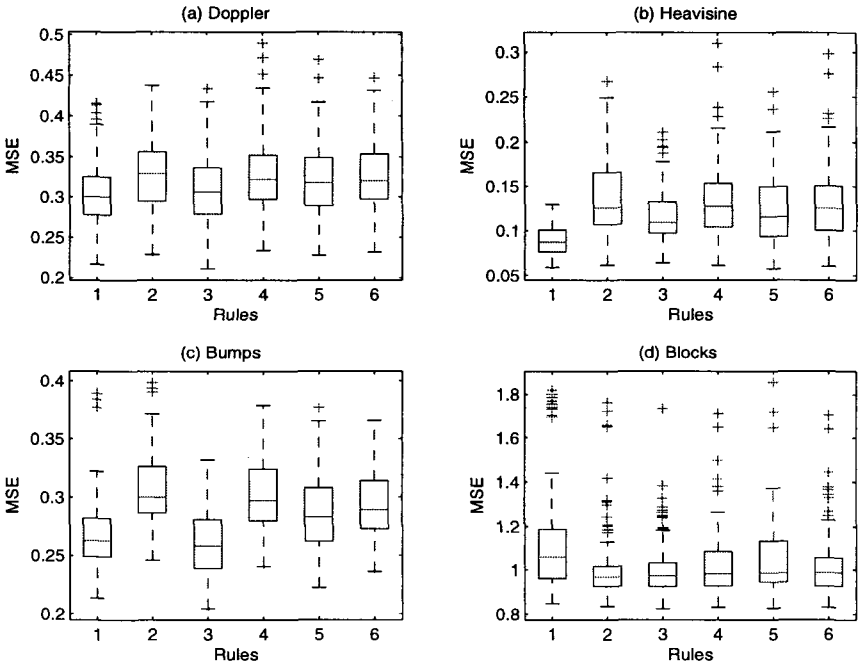 (a) Doppler
0.5
0.45
0.4
0.35
0.3
0.25
0.2
MSE
1 2 3 4 5 6
Rules
(b) Heavisine
0.3
0.25
0.2
0.15
0.1
0.05
MSE
1 2 3 4 5 6
Rules
(c) Bumps
0.4
0.35
0.3
0.25
0.2
MSE
1 2 3 4 5 6
Rules
(d) Blocks
1.8
1.6
1.4
1.2
1
0.8
MSE
1 2 3 4 5 6
Rules